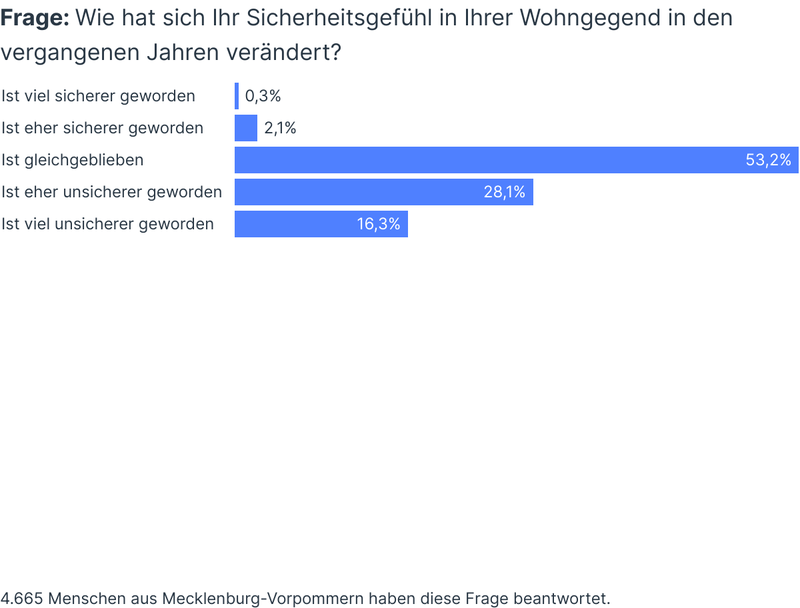 Frage: Wie hat sich Ihr Sicherheitsgefühl in Ihrer Wohngegend in den
vergangenen Jahren verändert?
Ist viel sicherer geworden 0,3%
Ist eher sicherer geworden 2,1%
Ist gleichgeblieben 53,2%
Ist eher unsicherer geworden 28,1%
Ist viel unsicherer geworden 16,3%
4.665 Menschen aus Mecklenburg-Vorpommern haben diese Frage beantwortet.